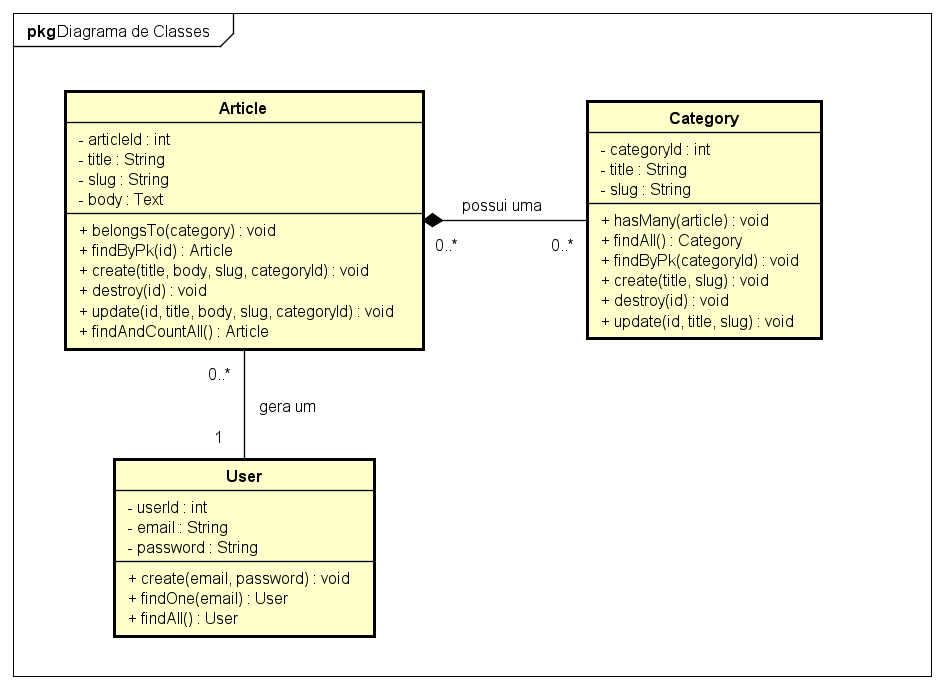 pkg Diagrama de Classes
Article
- articleId : int
- title : String
- slug : String
- body : Text
+ belongsTo(category) : void
+ findByPk(id) : Article
+ create(title, body, slug, categoryId) : void
+ destroy(id) : void
+ update(id, title, body, slug, categoryId) : void
+ findAndCountAll() : Article
possui uma
0..*
0..*
Category
- categoryId : int
- title : String
- slug : String
+ hasMany(article) : void
+ findAll() : Category
+ findByPk(categoryId) : void
+ create(title, slug) : void
+ destroy(id) : void
+ update(id, title, slug) : void
0..*
gera um
1
User
- userId : int
- email : String
- password : String
+ create(email, password) : void
+ findOne(email) : User
+ findAll() : User